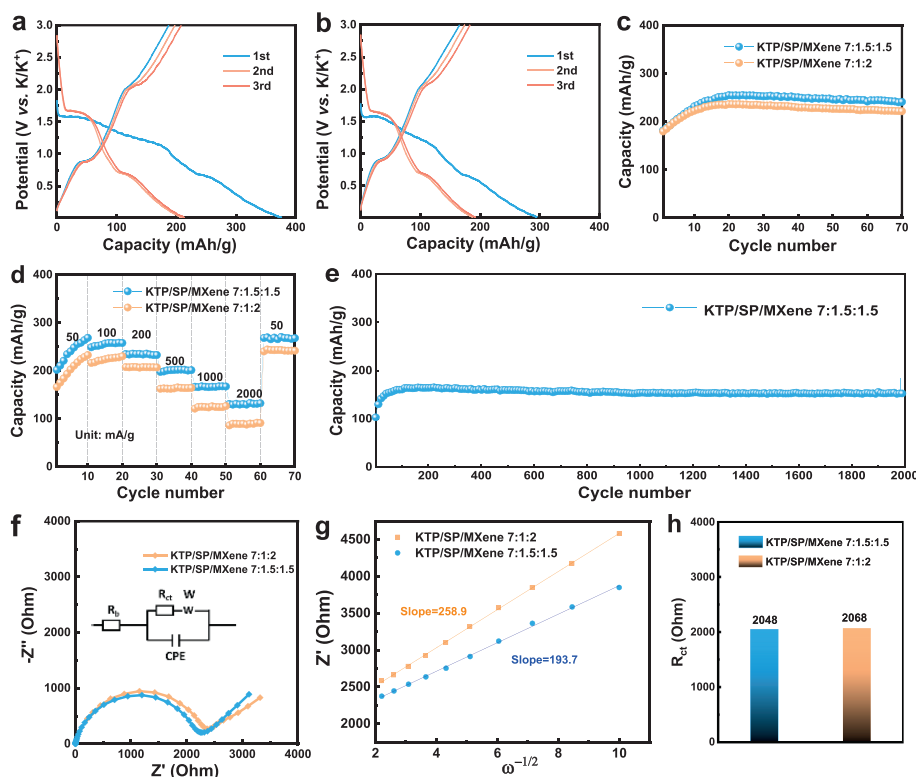 a
3.0
2.5
2.0
1.5
1.0
0.5
Potential (V vs. K/K⁺)
1st
2nd
3rd
0
100
200
300
400
Capacity (mAh/g)
b
3.0
2.5
2.0
1.5
1.0
0.5
Potential (V vs. K/K⁺)
1st
2nd
3rd
0
100
200
300
400
Capacity (mAh/g)
c
400
300
200
100
0
Capacity (mAh/g)
KTP/SP/MXene 7:1.5:1.5
KTP/SP/MXene 7:1:2
10
20
30
40
50
60
70
Cycle number
d
400
300
200
100
0
Capacity (mAh/g)
KTP/SP/MXene 7:1.5:1.5
KTP/SP/MXene 7:1:2
50
100
200
500
1000
2000
50
Unit: mA/g
0
10
20
30
40
50
60
70
Cycle number
e
400
300
200
100
0
Capacity (mAh/g)
KTP/SP/MXene 7:1.5:1.5
0
200
400
600
800
1000
1200
1400
1600
1800
2000
Cycle number
f
4000
3000
2000
1000
0
-Z'' (Ohm)
KTP/SP/MXene 7:1:2
KTP/SP/MXene 7:1.5:1.5
Rb
Rct
W
W
CPE
0
1000
2000
3000
4000
Z' (Ohm)
g
4500
4000
3500
3000
2500
2000
Z' (Ohm)
KTP/SP/MXene 7:1:2
KTP/SP/MXene 7:1.5:1.5
Slope=258.9
Slope=193.7
2
4
6
8
10
ω⁻¹/²
h
4000
3000
2000
1000
0
Rct (Ohm)
KTP/SP/MXene 7:1.5:1.5
KTP/SP/MXene 7:1:2
2048
2068